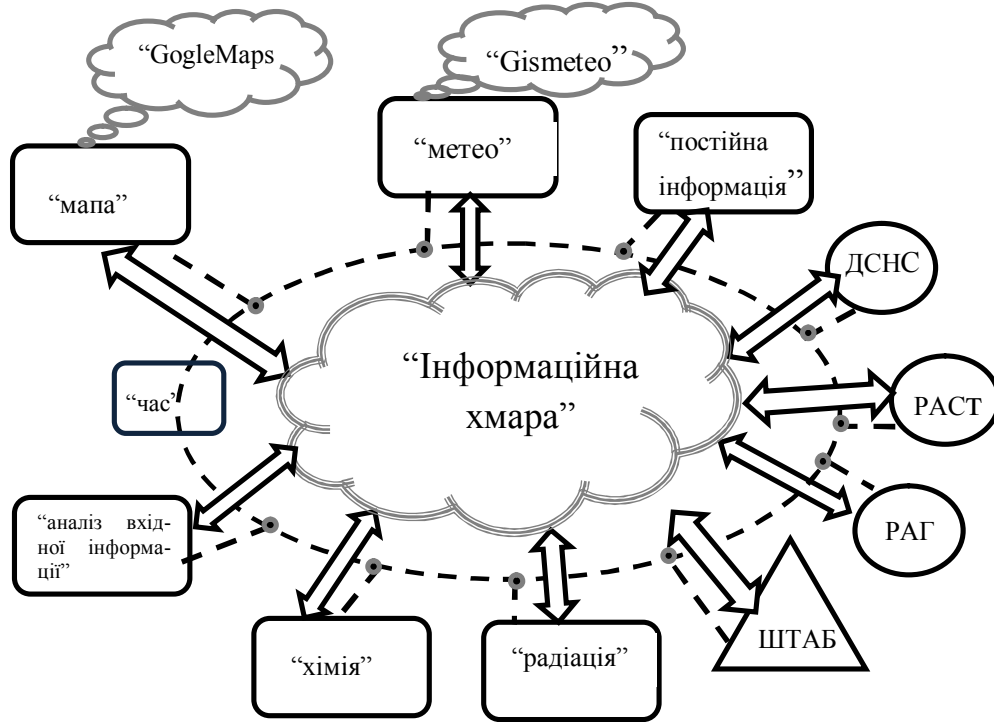 “GogleMaps
“Gismeteo”
“мапа”
“метео”
“постійна
інформація”
ДСНС
“Інформаційна
хмара”
“час”
РАСТ
“аналіз вхід-
ної інформа-
ції”
РАГ
“хімія”
“радіація”
ШТАБ